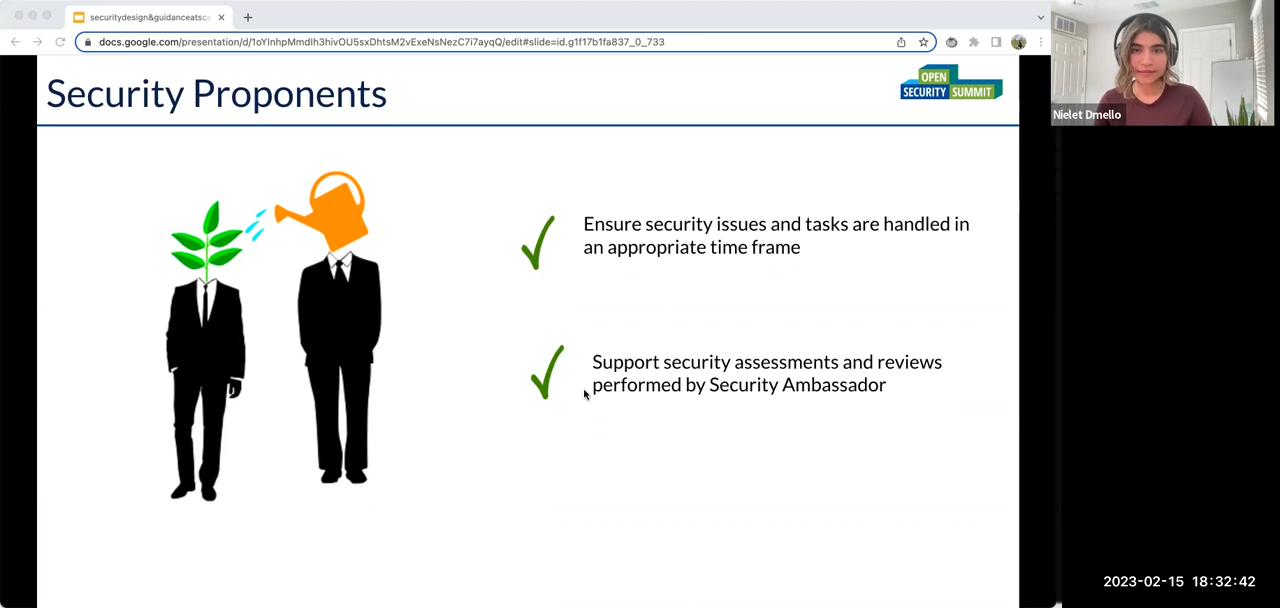 securitydesign&guidanceatsca
docs.google.com/presentation/d/1oYlnhpMmdIh3hivOU5sxDhtsM2vExeNsNezC7i7ayqQ/edit#slide=id.g1f17b1fa837_0_733
Security Proponents
OPEN
SECURITY SUMMIT
Nielet Dmello
Ensure security issues and tasks are handled in
an appropriate time frame
Support security assessments and reviews
performed by Security Ambassador
2023-02-15 18:32:42